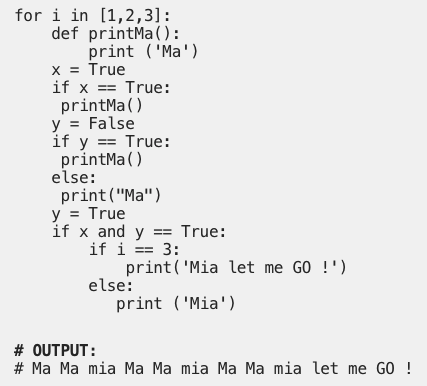 for i in [1,2,3]:
    def printMa():
        print ('Ma')
    x = True
    if x == True:
     printMa()
    y = False
    if y == True:
     printMa()
    else:
     print("Ma")
    y = True
    if x and y == True:
        if i == 3:
            print('Mia let me GO !')
        else:
           print ('Mia')

# OUTPUT:
# Ma Ma mia Ma Ma mia Ma Ma mia let me GO !